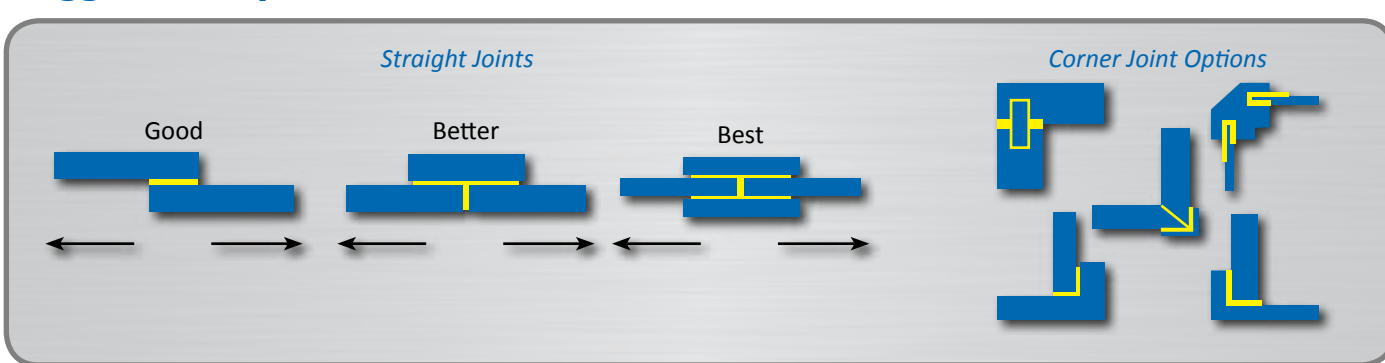 Straight Joints
Corner Joint Options
Good
Better
Best